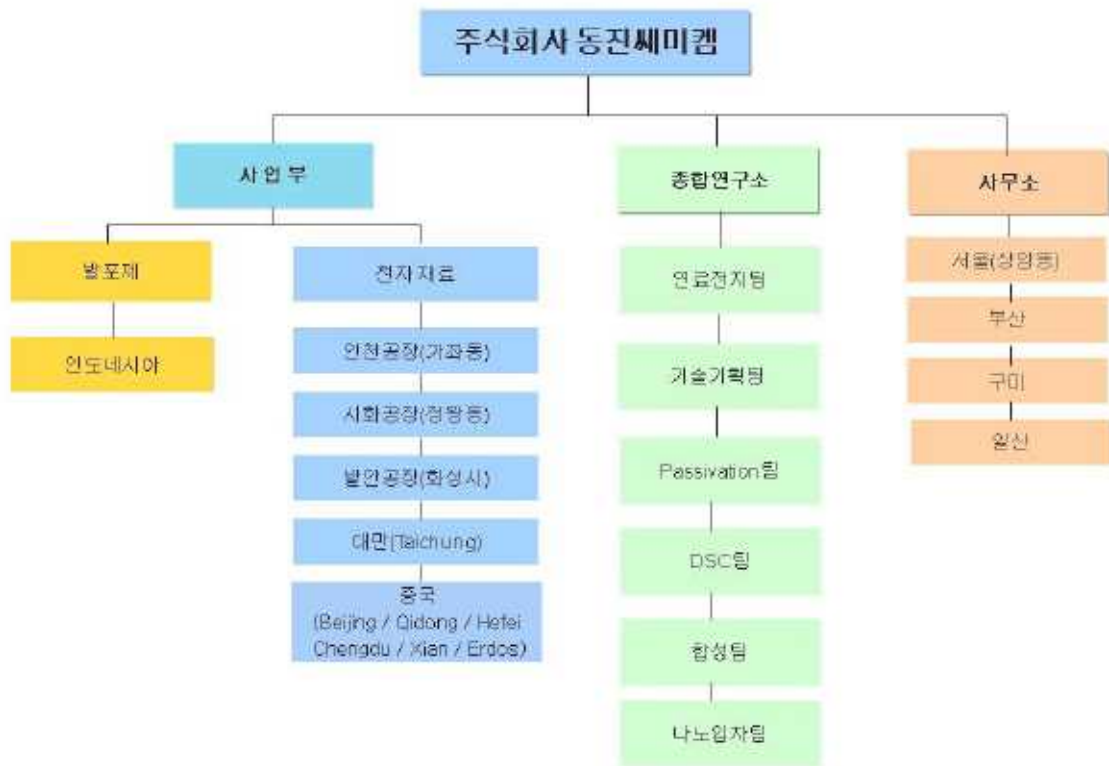 주식회사 동진쎄미켐
사업부
종합연구소
사무소
발포제
인도네시아
전자재료
인천공장(가좌동)
시화공장(정왕동)
발안공장(화성시)
대만(Taichung)
중국
(Beijing / Qidong / Hefei
Chengdu / Xian / Erdos)
연료전지팀
기술기획팀
Passivation팀
DSC팀
합성팀
나노입자팀
서울(상암동)
부산
구미
일산